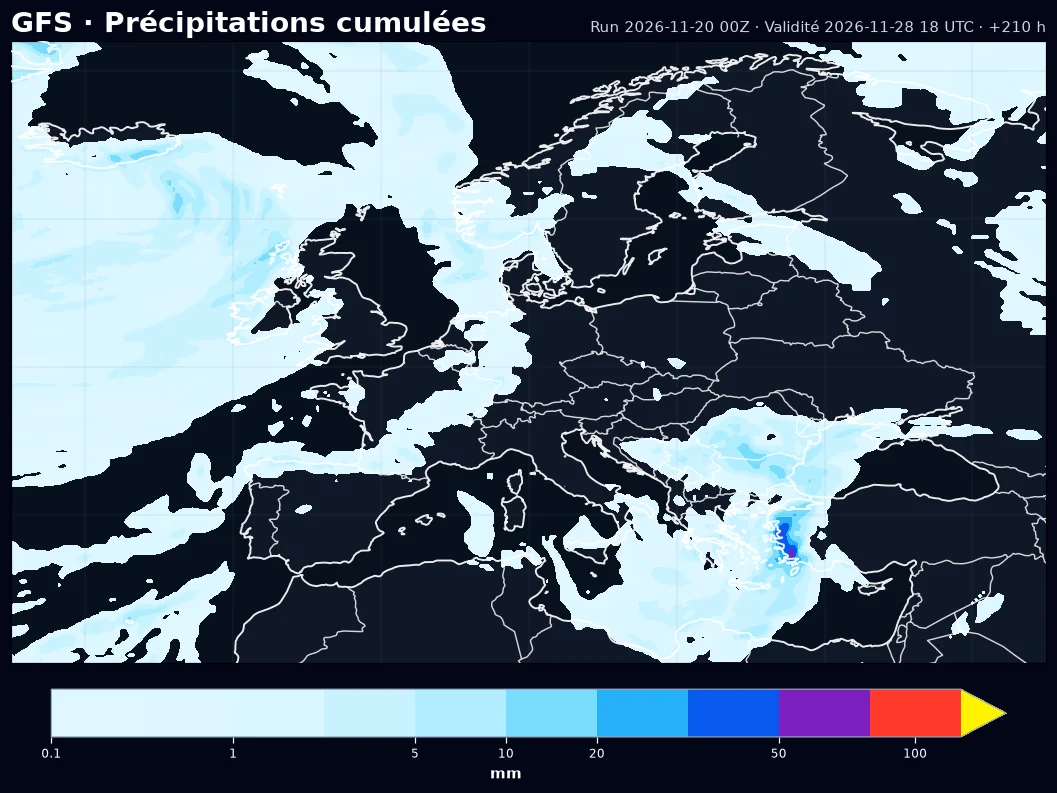 GFS · Précipitations cumulées
Run 2026-11-20 00Z · Validité 2026-11-28 18 UTC · +210 h
0.1 1 5 10 20 50 100
mm